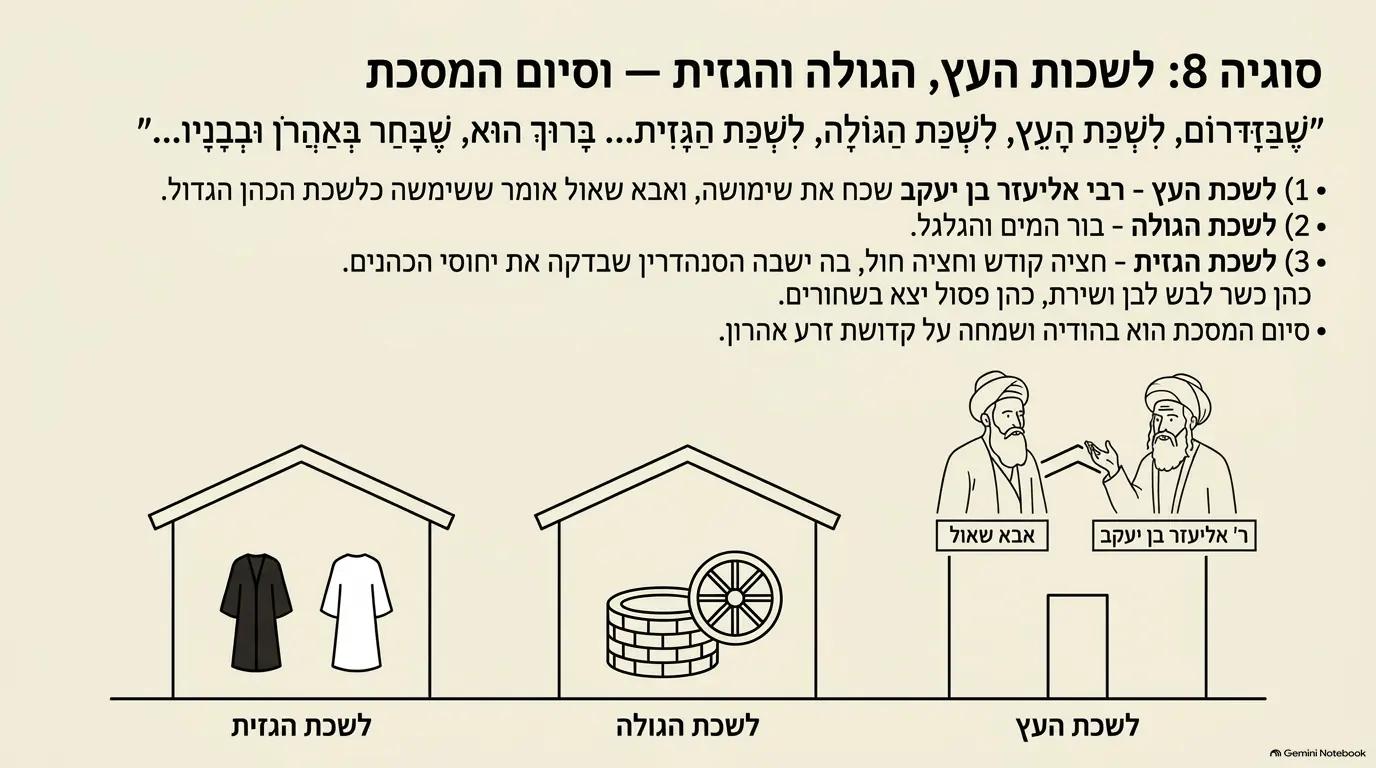 סוגיה 8: לשכות העץ, הגולה והגזית — וסיום המסכת
"שֶׁבַּזָּדְּרוֹם, לִשְׁכַּת הָעֵץ, לִשְׁכַּת הַגּוֹלָה, לִשְׁכַּת הַגָּזִית... בָּרוּךְ הוּא, שֶׁבָּחַר בְּאַהֲרֹן וּבְבָנָיו..."
• 1) לשכת העץ - רבי אליעזר בן יעקב שכח את שימושה, ואבא שאול אומר ששימשה כלשכת הכהן הגדול.
• 2) לשכת הגולה - בור המים והגלגל.
• 3) לשכת הגזית - חציה קודש וחציה חול, בה ישבה הסנהדרין שבדקה את יחוסי הכהנים.
כהן כשר לבש לבן ושירת, כהן פסול יצא בשחורים.
• סיום המסכת הוא בהודיה ושמחה על קדושת זרע אהרון.
ר' אליעזר בן יעקב
אבא שאול
לשכת העץ
לשכת הגולה
לשכת הגזית
Gemini Notebook